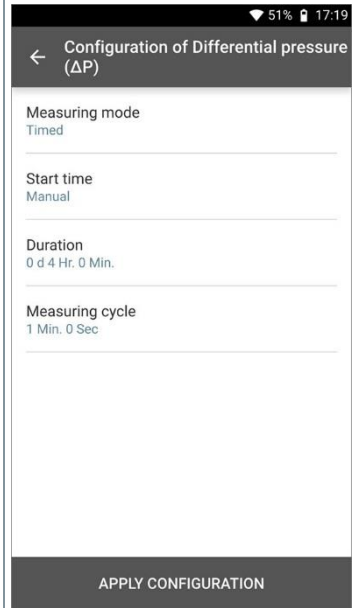 51% 17:19
Configuration of Differential pressure
(ΔP)
Measuring mode
Timed
Start time
Manual
Duration
0 d 4 Hr. 0 Min.
Measuring cycle
1 Min. 0 Sec
APPLY CONFIGURATION